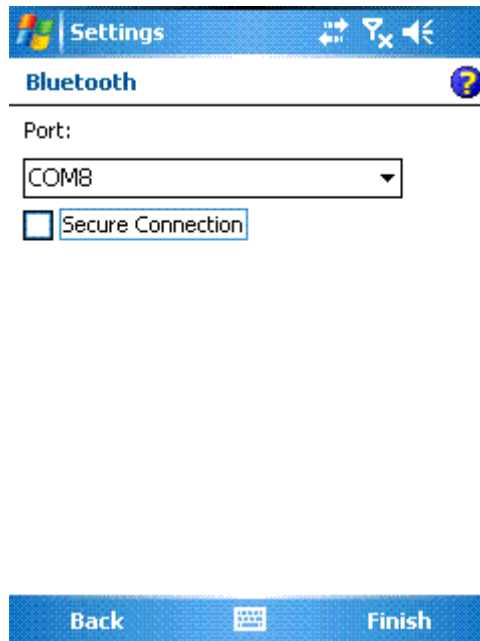 Settings
Bluetooth
Port:
COM8
Secure Connection
Back Finish